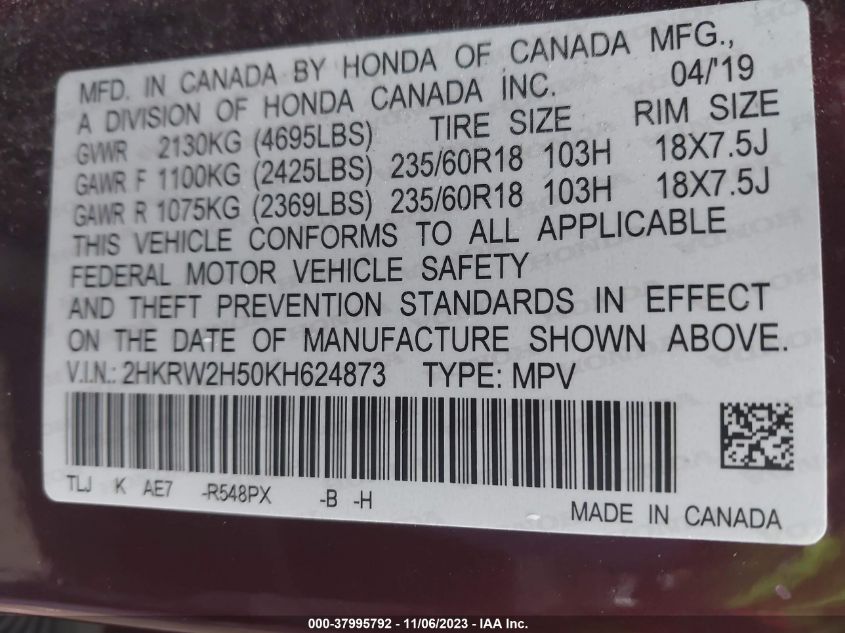 MFD. IN CANADA BY HONDA OF CANADA MFG.,
A DIVISION OF HONDA CANADA INC. 04/'19
GVWR 2130KG (4695LBS) TIRE SIZE RIM SIZE
GAWR F 1100KG (2425LBS) 235/60R18 103H 18X7.5J
GAWR R 1075KG (2369LBS) 235/60R18 103H 18X7.5J
THIS VEHICLE CONFORMS TO ALL APPLICABLE
FEDERAL MOTOR VEHICLE SAFETY
AND THEFT PREVENTION STANDARDS IN EFFECT
ON THE DATE OF MANUFACTURE SHOWN ABOVE.
V.I.N.: 2HKRW2H50KH624873 TYPE: MPV
TLJ K AE7 -R548PX -B -H
MADE IN CANADA
000-37995792 - 11/06/2023 - IAA Inc.